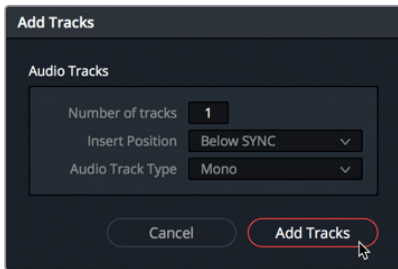 Add Tracks
Audio Tracks
Number of tracks 1
Insert Position Below SYNC
Audio Track Type Mono
Cancel Add Tracks